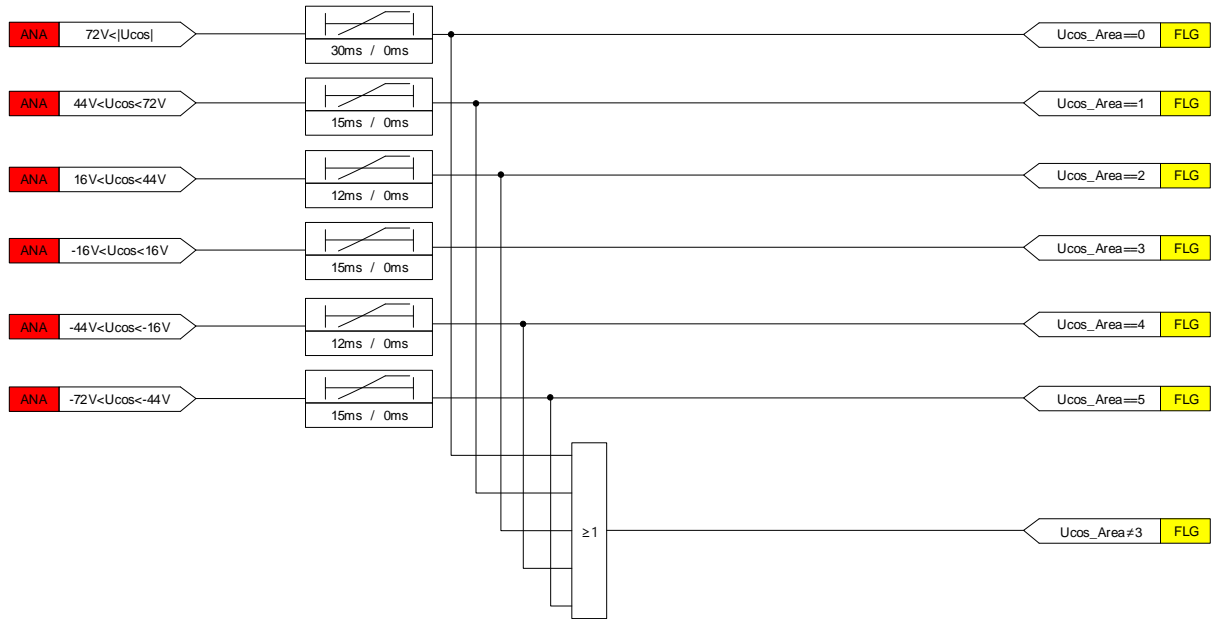 ANA 72V<|Ucos| 30ms / 0ms Ucos_Area==0 FLG
ANA 44V<Ucos<72V 15ms / 0ms Ucos_Area==1 FLG
ANA 16V<Ucos<44V 12ms / 0ms Ucos_Area==2 FLG
ANA -16V<Ucos<16V 15ms / 0ms Ucos_Area==3 FLG
ANA -44V<Ucos<-16V 12ms / 0ms Ucos_Area==4 FLG
ANA -72V<Ucos<-44V 15ms / 0ms Ucos_Area==5 FLG
≥1 Ucos_Area≠3 FLG